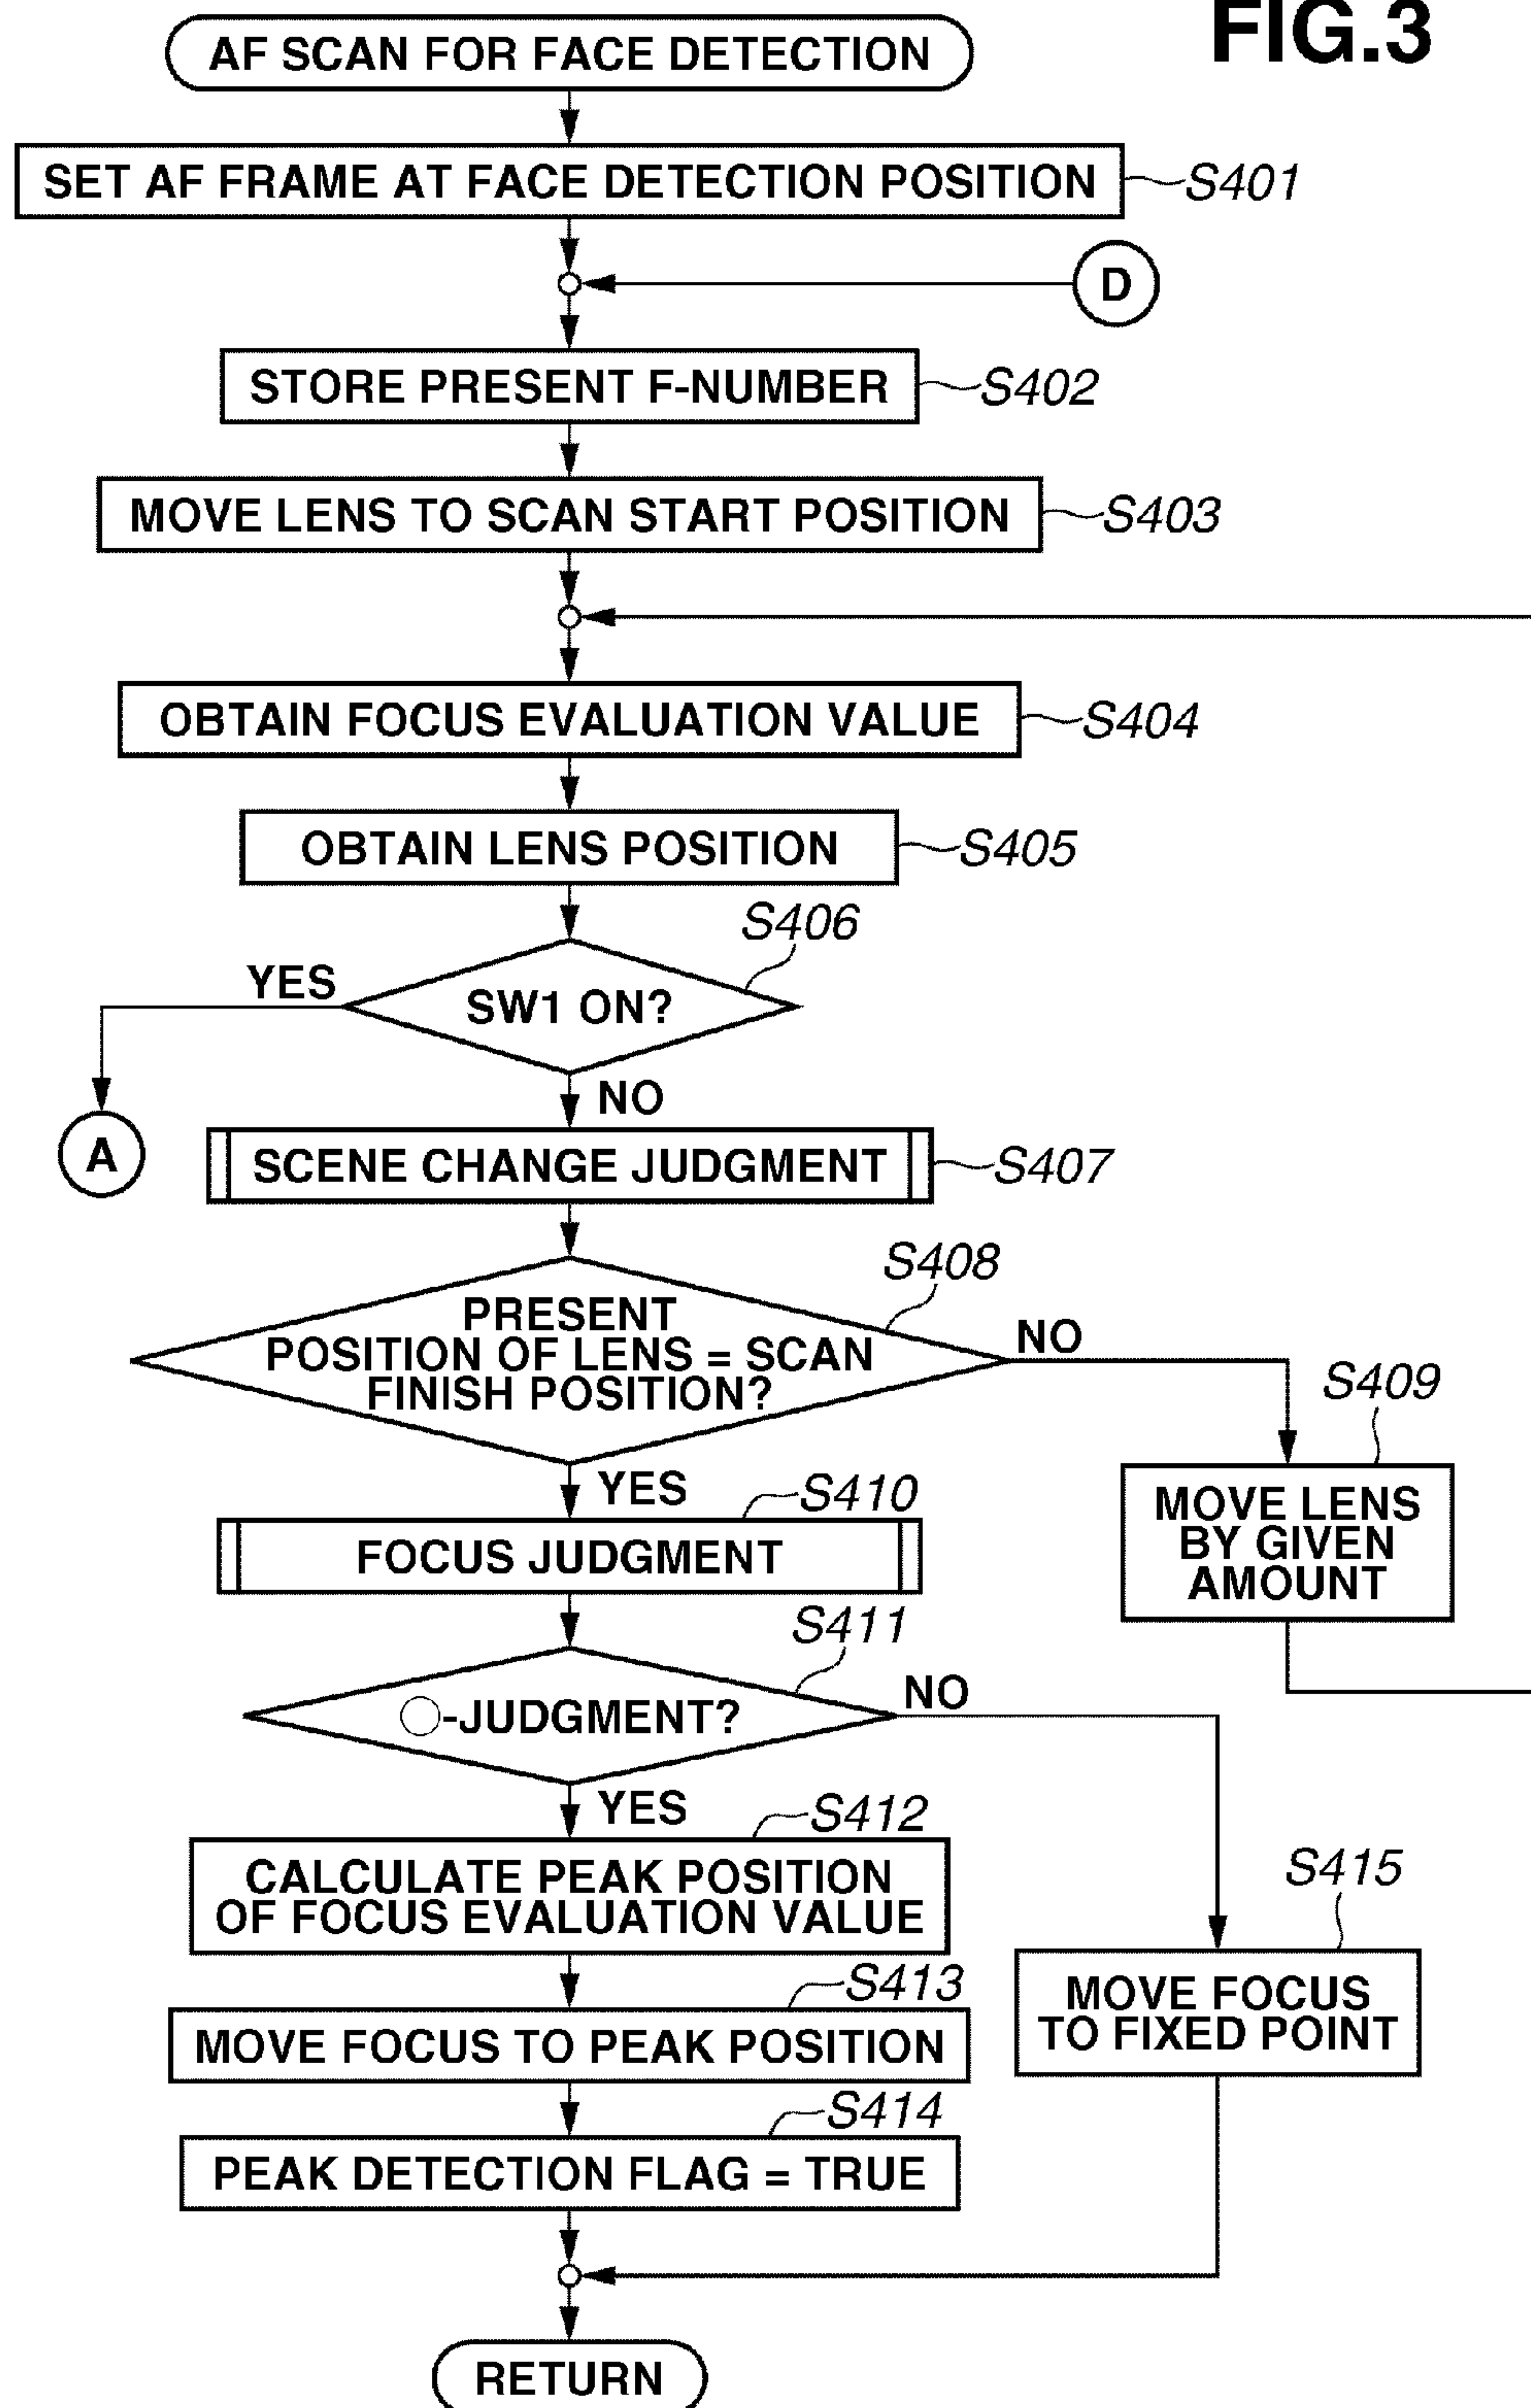 FIG.3
AF SCAN FOR FACE DETECTION
SET AF FRAME AT FACE DETECTION POSITION
S401
D
STORE PRESENT F-NUMBER
S402
MOVE LENS TO SCAN START POSITION
S403
OBTAIN FOCUS EVALUATION VALUE
S404
OBTAIN LENS POSITION
S405
S406
YES
SW1 ON?
NO
A
SCENE CHANGE JUDGMENT
S407
S408
PRESENT
POSITION OF LENS = SCAN
FINISH POSITION?
NO
S409
MOVE LENS
BY GIVEN
AMOUNT
YES
S410
FOCUS JUDGMENT
S411
○-JUDGMENT?
NO
YES
S412
CALCULATE PEAK POSITION
OF FOCUS EVALUATION VALUE
S415
MOVE FOCUS
TO FIXED POINT
S413
MOVE FOCUS TO PEAK POSITION
S414
PEAK DETECTION FLAG = TRUE
RETURN